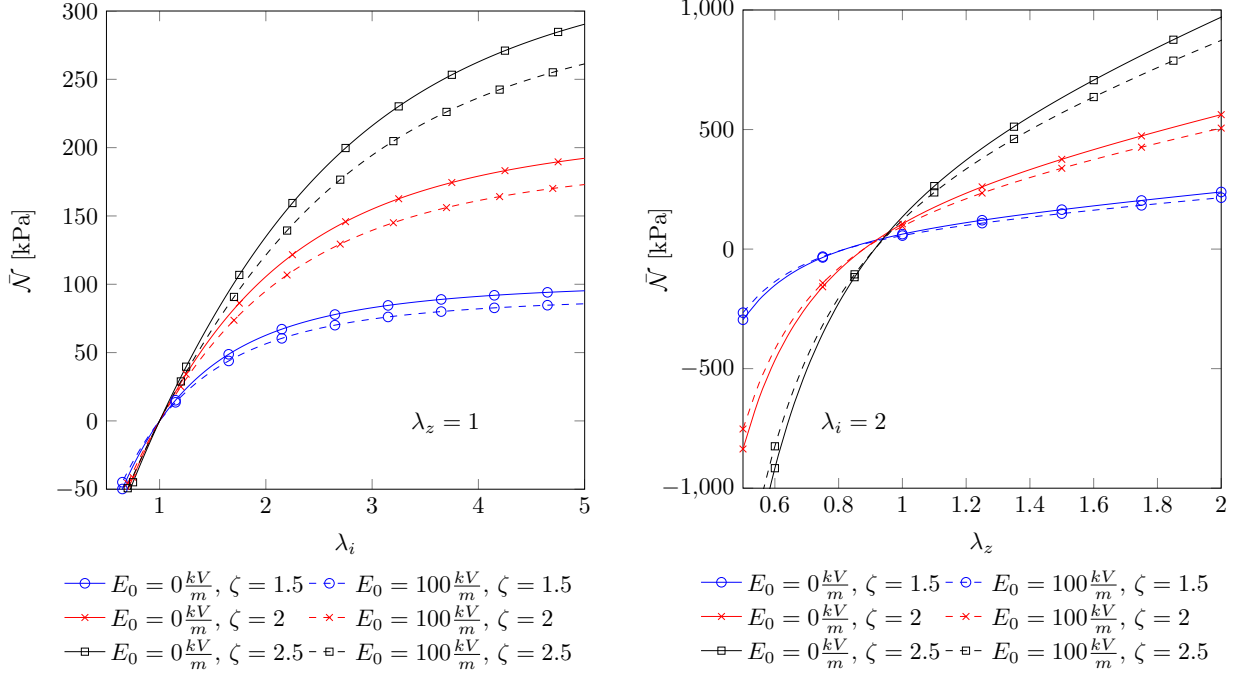 300
250
200
150
100
50
0
−50
1
2
3
4
5
λ_z = 1
λ_i
N̄ [kPa]
E_0 = 0 kV/m, ζ = 1.5
E_0 = 100 kV/m, ζ = 1.5
E_0 = 0 kV/m, ζ = 2
E_0 = 100 kV/m, ζ = 2
E_0 = 0 kV/m, ζ = 2.5
E_0 = 100 kV/m, ζ = 2.5
1,000
500
0
−500
−1,000
0.6
0.8
1
1.2
1.4
1.6
1.8
2
λ_i = 2
λ_z
N̄ [kPa]
E_0 = 0 kV/m, ζ = 1.5
E_0 = 100 kV/m, ζ = 1.5
E_0 = 0 kV/m, ζ = 2
E_0 = 100 kV/m, ζ = 2
E_0 = 0 kV/m, ζ = 2.5
E_0 = 100 kV/m, ζ = 2.5